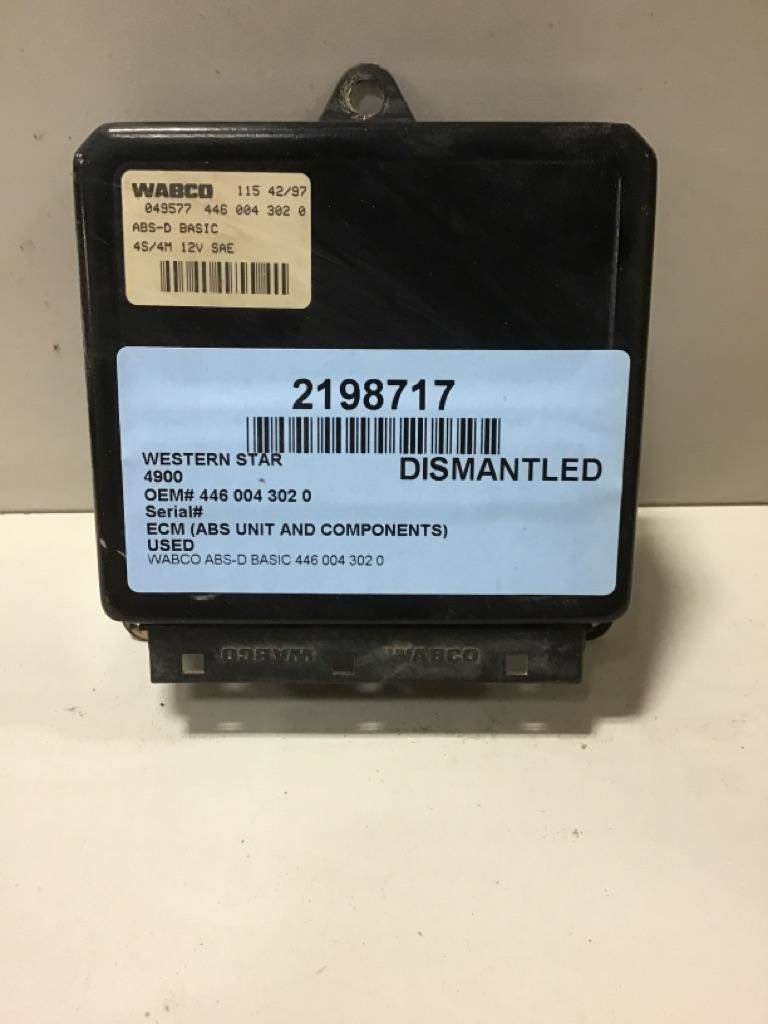 WABCO 115 42/97
049577 446 004 302 0
ABS-D BASIC
4S/4M 12V SAE
2198717
WESTERN STAR
DISMANTLED
4900
OEM# 446 004 302 0
Serial#
ECM (ABS UNIT AND COMPONENTS)
USED
WABCO ABS-D BASIC 446 004 302 0
WABCO WABCO